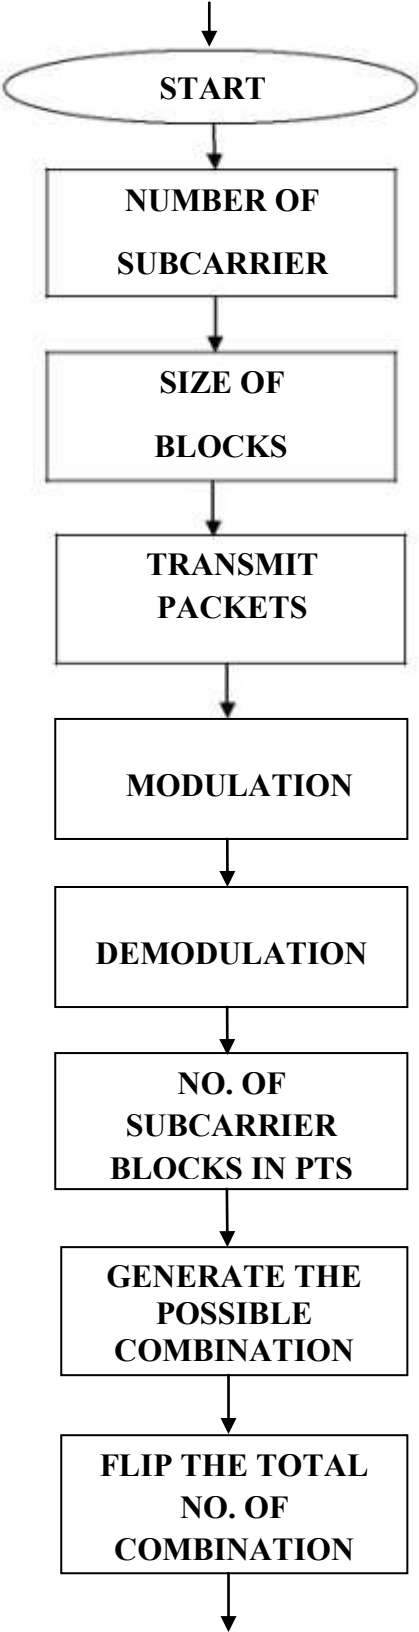 START
NUMBER OF
SUBCARRIER
SIZE OF
BLOCKS
TRANSMIT
PACKETS
MODULATION
DEMODULATION
NO. OF
SUBCARRIER
BLOCKS IN PTS
GENERATE THE
POSSIBLE
COMBINATION
FLIP THE TOTAL
NO. OF
COMBINATION